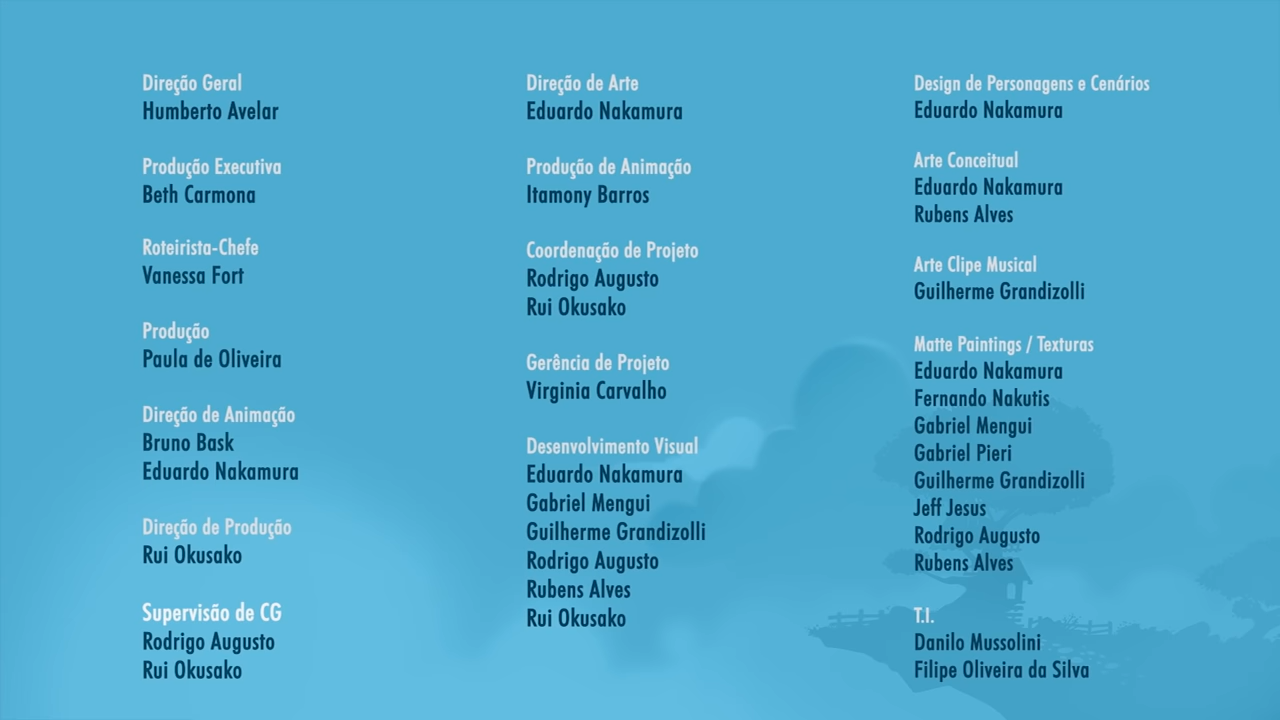 Direção Geral
Humberto Avelar
Produção Executiva
Beth Carmona
Roteirista-Chefe
Vanessa Fort
Produção
Paula de Oliveira
Direção de Animação
Bruno Bask
Eduardo Nakamura
Direção de Produção
Rui Okusako
Supervisão de CG
Rodrigo Augusto
Rui Okusako
Direção de Arte
Eduardo Nakamura
Produção de Animação
Itamony Barros
Coordenação de Projeto
Rodrigo Augusto
Rui Okusako
Gerência de Projeto
Virginia Carvalho
Desenvolvimento Visual
Eduardo Nakamura
Gabriel Mengui
Guilherme Grandizolli
Rodrigo Augusto
Rubens Alves
Rui Okusako
Design de Personagens e Cenários
Eduardo Nakamura
Arte Conceitual
Eduardo Nakamura
Rubens Alves
Arte Clipe Musical
Guilherme Grandizolli
Matte Paintings / Texturas
Eduardo Nakamura
Fernando Nakutis
Gabriel Mengui
Gabriel Pieri
Guilherme Grandizolli
Jeff Jesus
Rodrigo Augusto
Rubens Alves
T.I.
Danilo Mussolini
Filipe Oliveira da Silva